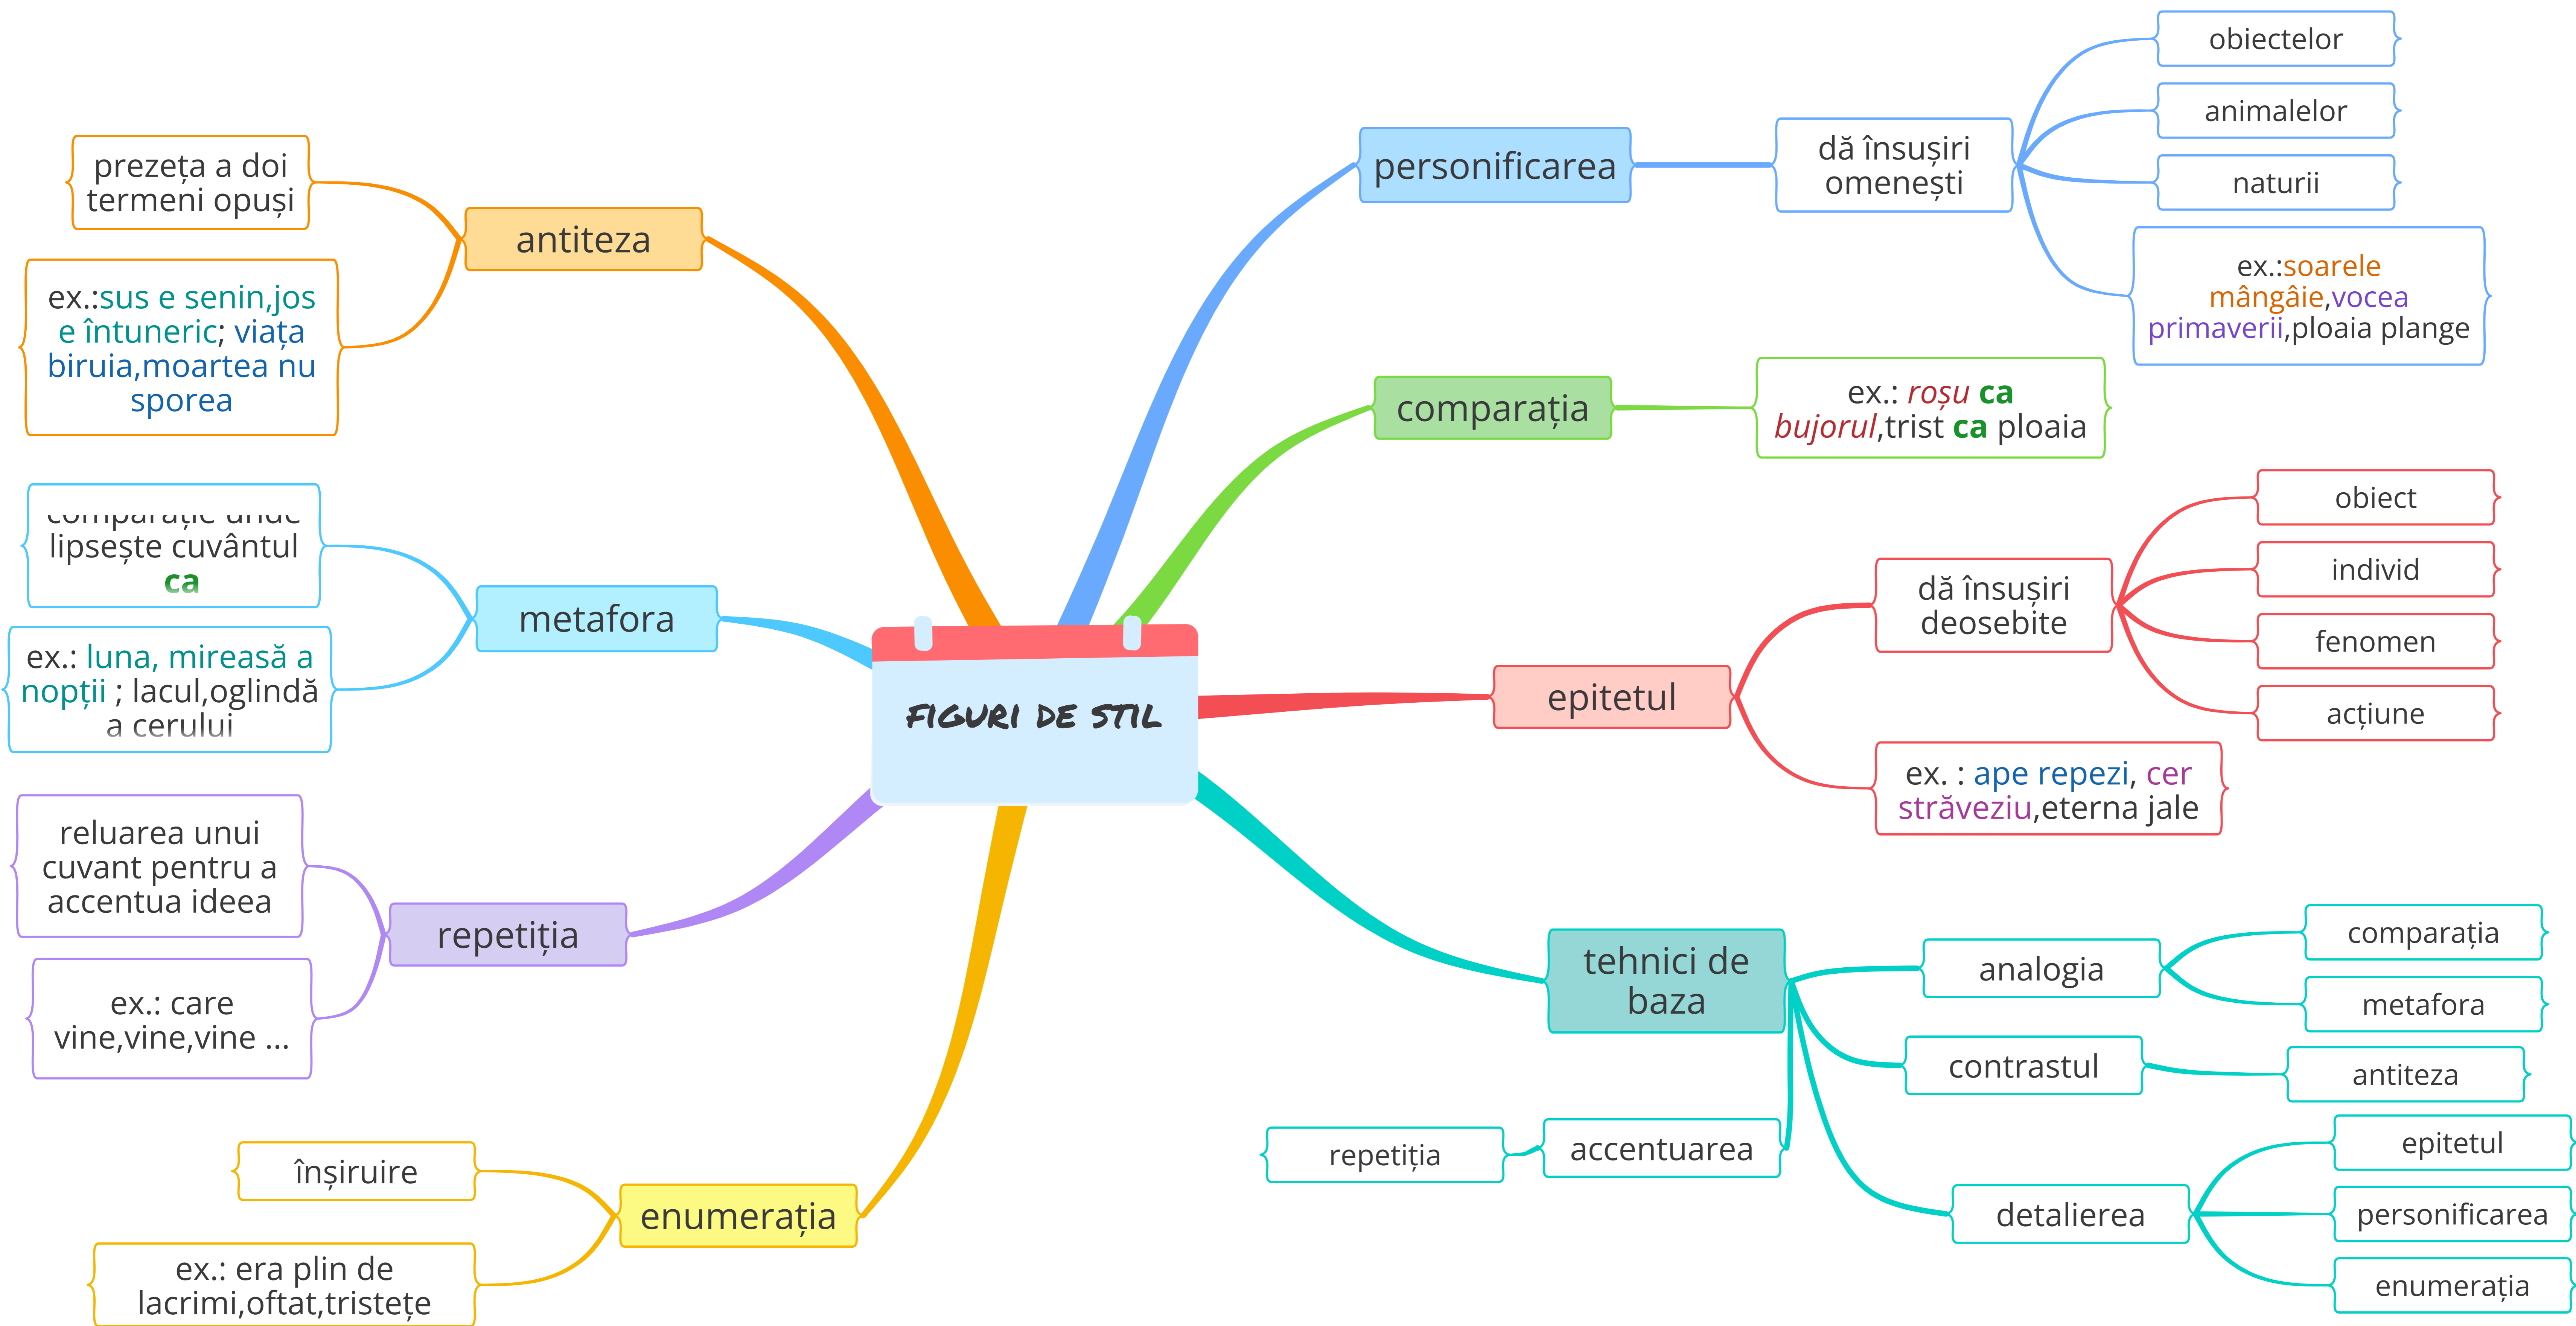 FIGURI DE STIL
personificarea
dă însușiri
omenești
obiectelor
animalelor
naturii
ex.:soarele
mângâie,vocea
primaverii,ploaia plange
comparația
ex.: roșu ca
bujorul,trist ca ploaia
epitetul
dă însușiri
deosebite
obiect
individ
fenomen
acțiune
ex. : ape repezi, cer
străveziu,eterna jale
tehnici de
baza
analogia
comparația
metafora
contrastul
antiteza
accentuarea
repetiția
detalierea
epitetul
personificarea
enumerația
antiteza
prezeța a doi
termeni opuși
ex.:sus e senin,jos
e întuneric; viața
biruia,moartea nu
sporea
metafora
comparație unde
lipsește cuvântul
ca
ex.: luna, mireasă a
nopții ; lacul,oglindă
a cerului
repetiția
reluarea unui
cuvant pentru a
accentua ideea
ex.: care
vine,vine,vine ...
enumerația
înșiruire
ex.: era plin de
lacrimi,oftat,tristețe